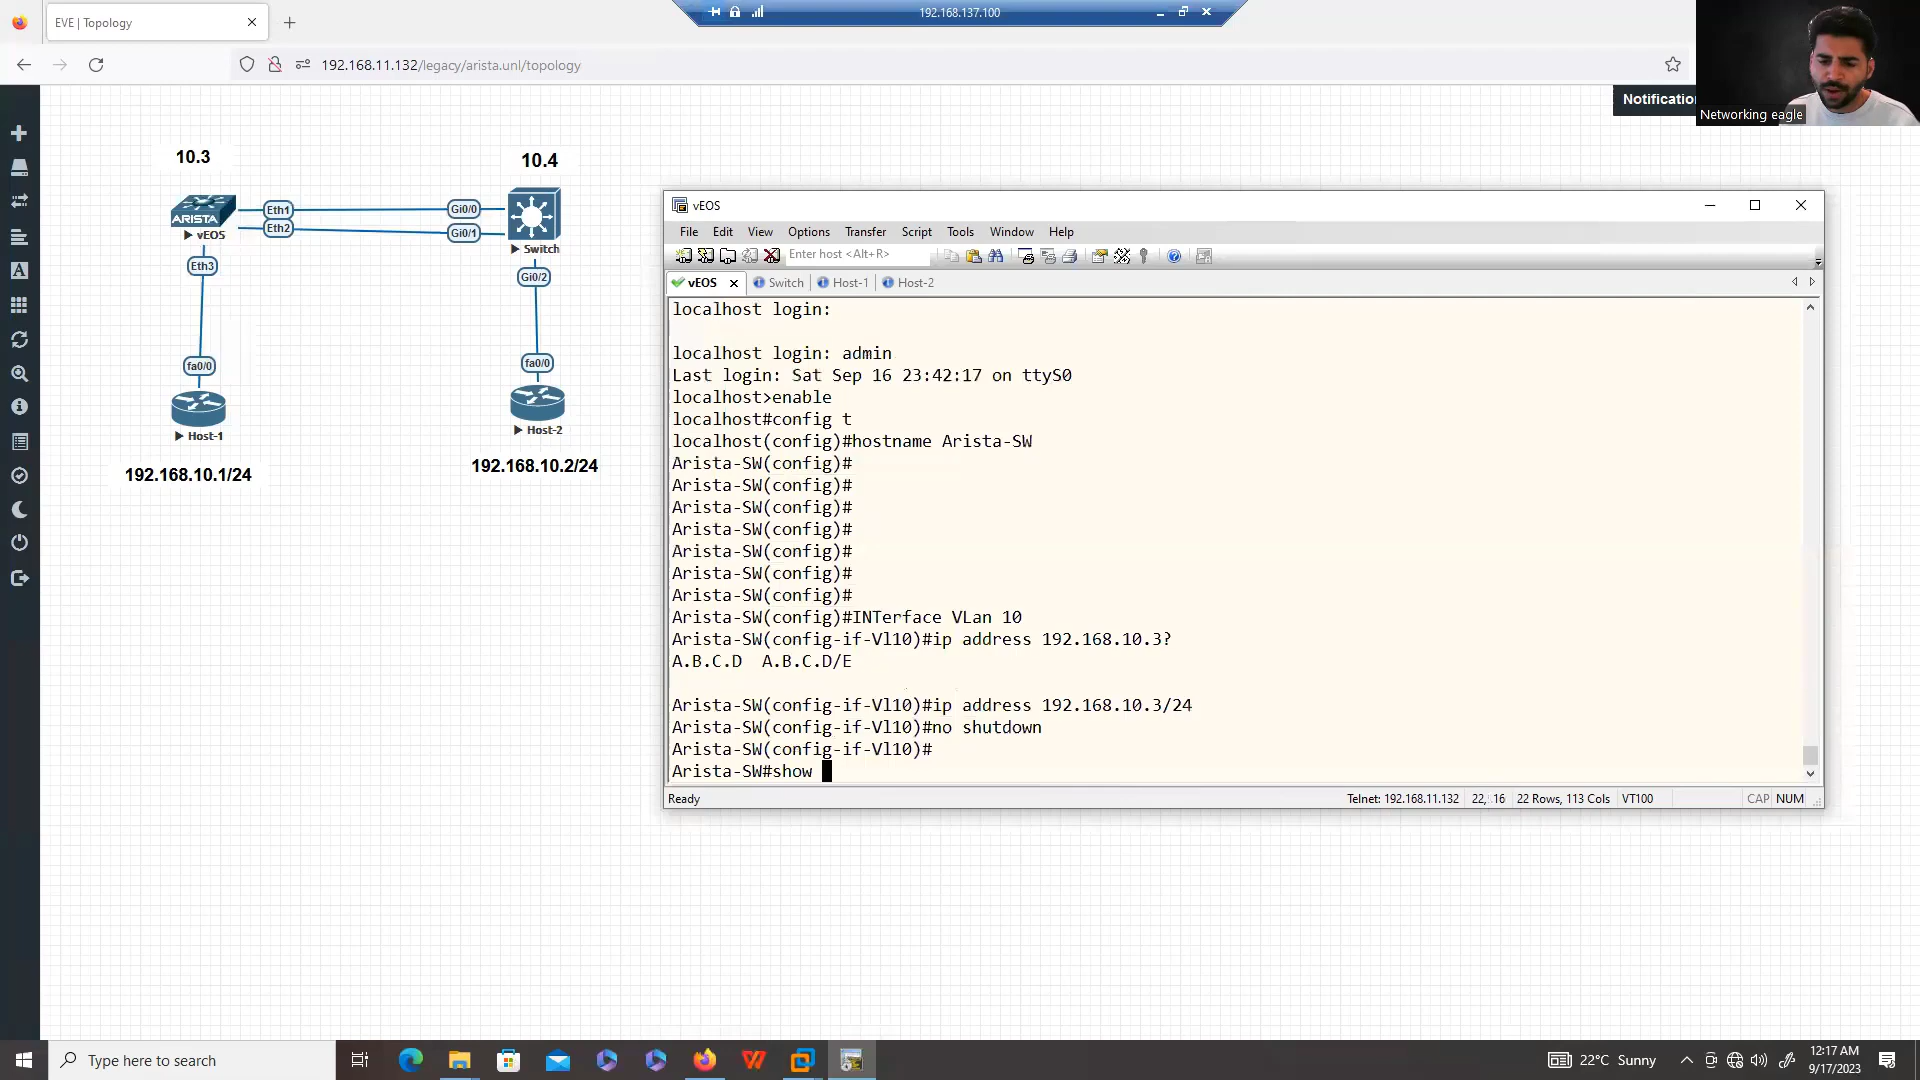 EVE | Topology
192.168.137.100
192.168.11.132/legacy/arista.unl/topology
Notificatio
Networking eagle
10.3
10.4
ARISTA
vEOS
Eth1
Eth2
Gi0/0
Gi0/1
Switch
Eth3
Gi0/2
fa0/0
fa0/0
Host-1
Host-2
192.168.10.1/24
192.168.10.2/24
vEOS
File Edit View Options Transfer Script Tools Window Help
Enter host <Alt+R>
vEOS Switch Host-1 Host-2
localhost login:
localhost login: admin
Last login: Sat Sep 16 23:42:17 on ttyS0
localhost>enable
localhost#config t
localhost(config)#hostname Arista-SW
Arista-SW(config)#
Arista-SW(config)#
Arista-SW(config)#
Arista-SW(config)#
Arista-SW(config)#
Arista-SW(config)#
Arista-SW(config)#
Arista-SW(config)#INTerface VLan 10
Arista-SW(config-if-Vl10)#ip address 192.168.10.3?
A.B.C.D A.B.C.D/E
Arista-SW(config-if-Vl10)#ip address 192.168.10.3/24
Arista-SW(config-if-Vl10)#no shutdown
Arista-SW(config-if-Vl10)#
Arista-SW#show
Ready
Telnet: 192.168.11.132 22, 16 22 Rows, 113 Cols VT100 CAP NUM
Type here to search
22°C Sunny
12:17 AM
9/17/2023